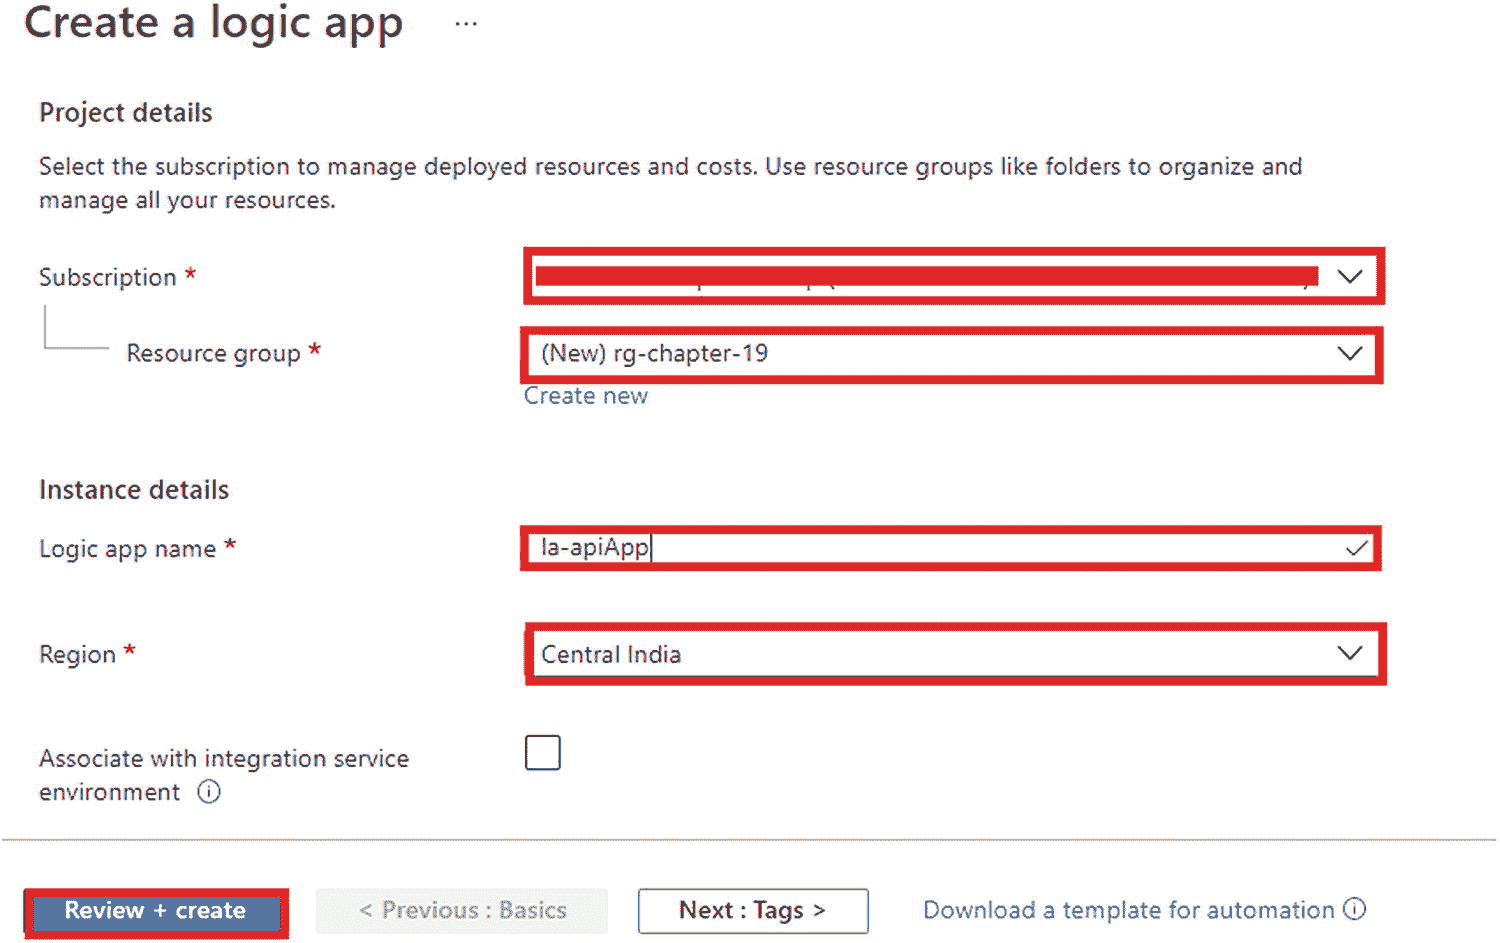 Create a logic app ...
Project details
Select the subscription to manage deployed resources and costs. Use resource groups like folders to organize and
manage all your resources.
Subscription *
Resource group *
(New) rg-chapter-19
Create new
Instance details
Logic app name *
la-apiApp
Region *
Central India
Associate with integration service
environment
Review + create
< Previous : Basics
Next : Tags >
Download a template for automation